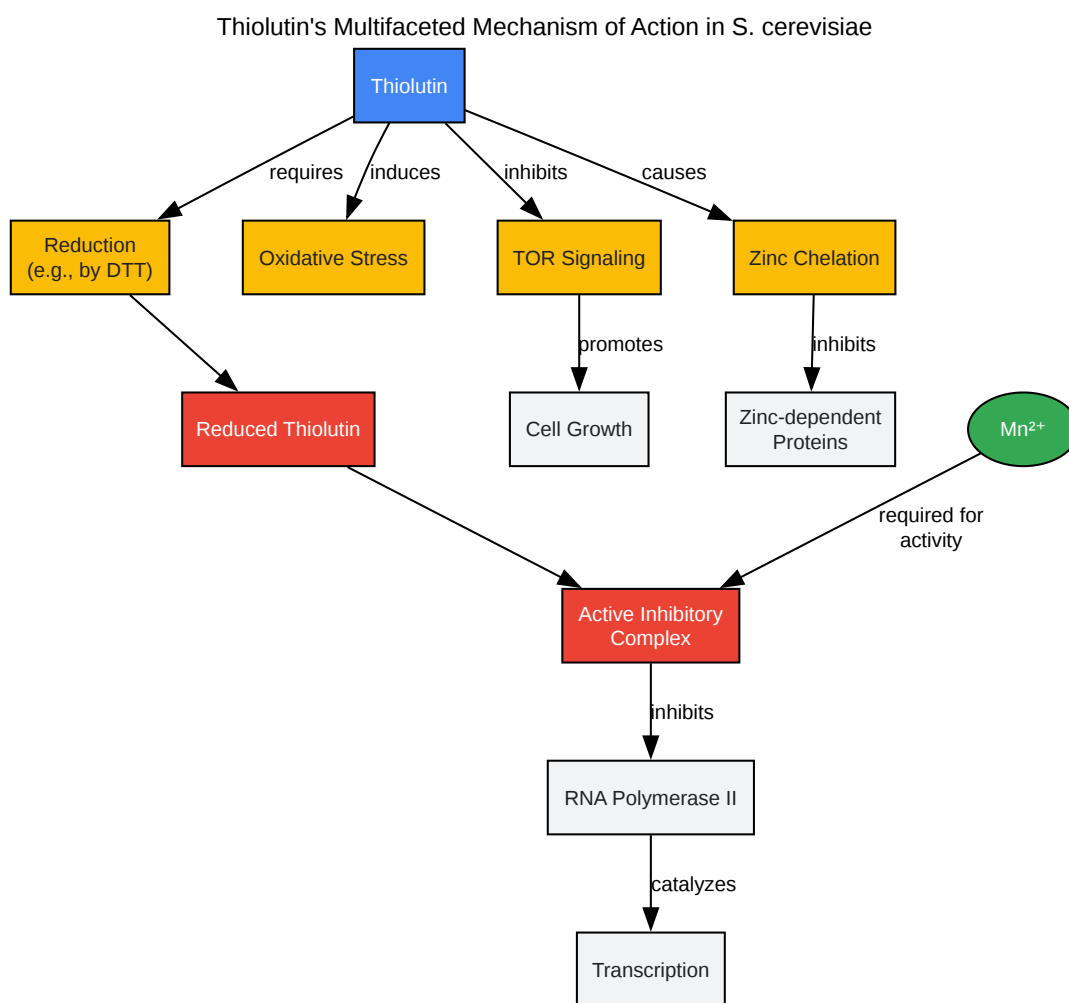 Thiolutin's Multifaceted Mechanism of Action in S. cerevisiae
Thiolutin
requires
induces
inhibits
causes
Reduction
(e.g., by DTT)
Oxidative Stress
TOR Signaling
Zinc Chelation
promotes
inhibits
Reduced Thiolutin
Cell Growth
Zinc-dependent
Proteins
Mn²⁺
required for
activity
Active Inhibitory
Complex
inhibits
RNA Polymerase II
catalyzes
Transcription